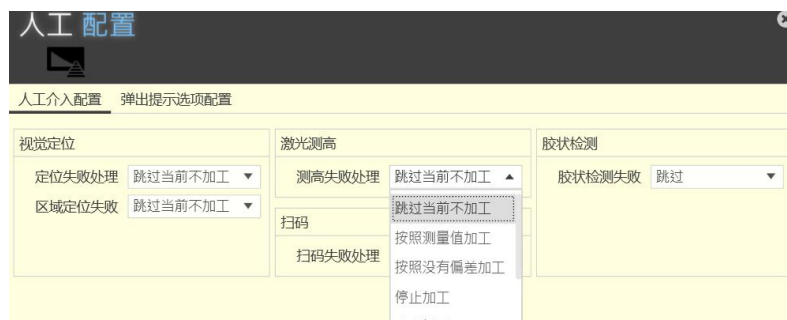 人工 配置
人工介入配置 弹出提示选项配置
视觉定位
定位失败处理 跳过当前不加工
区域定位失败 跳过当前不加工
激光测高
测高失败处理 跳过当前不加工
跳过当前不加工
按照测量值加工
按照没有偏差加工
停止加工
扫码
扫码失败处理
胶状检测
胶状检测失败 跳过